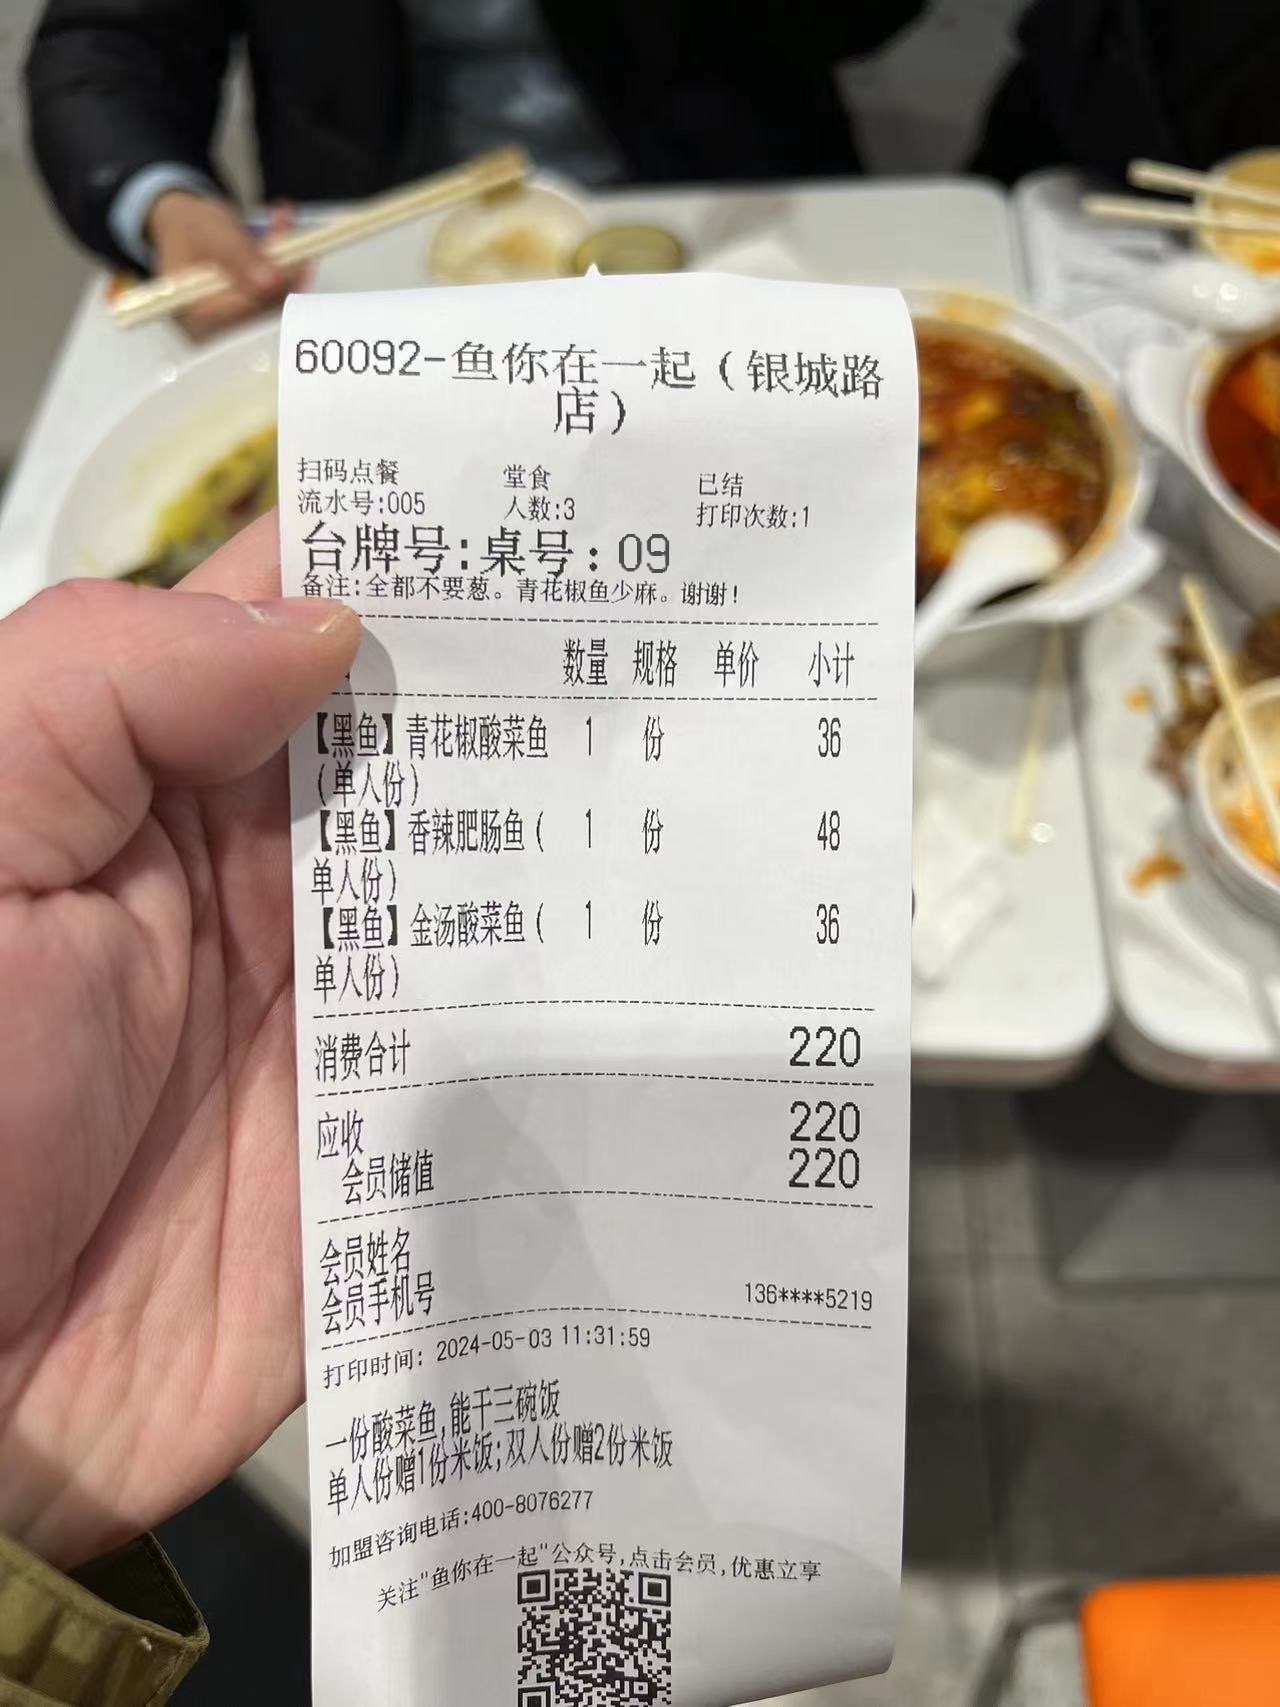 60092-鱼你在一起（银城路
店）
扫码点餐 堂食 已结
流水号:005 人数:3 打印次数:1
台牌号:桌号:09
备注:全都不要葱。青花椒鱼少麻。谢谢!
数量 规格 单价 小计
【黑鱼】青花椒酸菜鱼 1 份 36
(单人份)
【黑鱼】香辣肥肠鱼( 1 份 48
单人份)
【黑鱼】金汤酸菜鱼( 1 份 36
单人份)
消费合计 220
应收 220
会员储值 220
会员姓名
会员手机号 136****5219
打印时间: 2024-05-03 11:31:59
一份酸菜鱼,能干三碗饭
单人份赠1份米饭;双人份赠2份米饭
加盟咨询电话:400-8076277
关注"鱼你在一起"公众号,点击会员,优惠立享